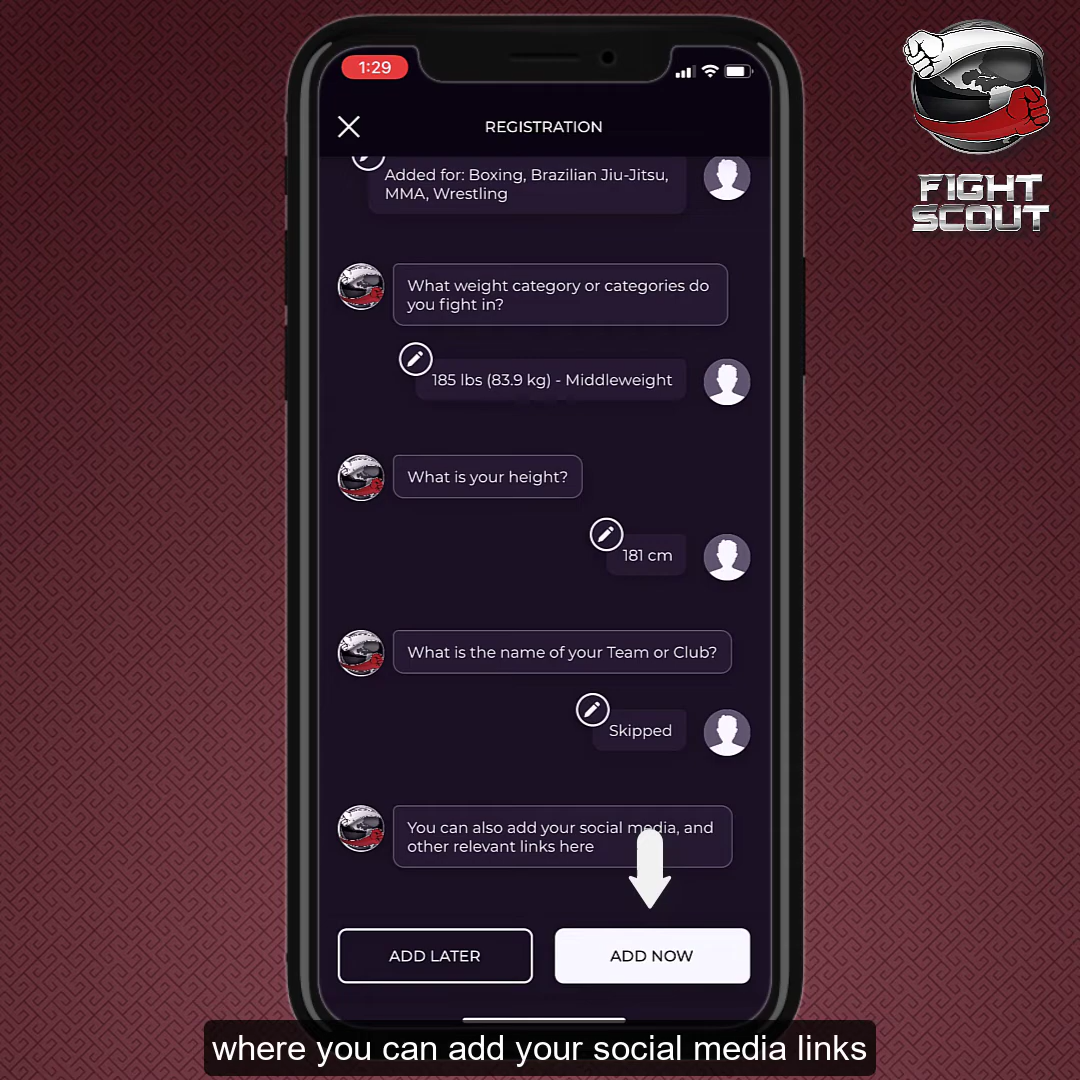 1:29
REGISTRATION
FIGHT
SCOUT
Added for: Boxing, Brazilian Jiu-Jitsu,
MMA, Wrestling
What weight category or categories do
you fight in?
185 lbs (83.9 kg) - Middleweight
What is your height?
181 cm
What is the name of your Team or Club?
Skipped
You can also add your social media, and
other relevant links here
ADD LATER
ADD NOW
where you can add your social media links